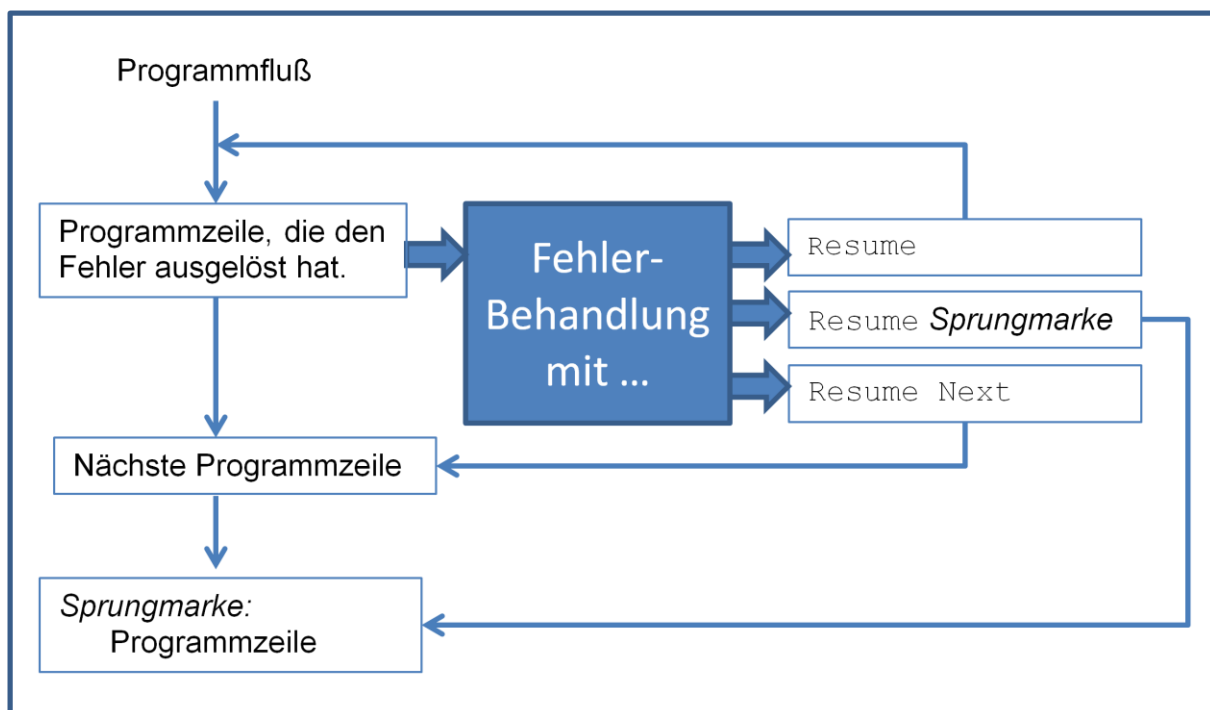 Programmfluß
Programmzeile, die den
Fehler ausgelöst hat.
Fehler-
Behandlung
mit ...
Resume
Resume Sprungmarke
Resume Next
Nächste Programmzeile
Sprungmarke:
Programmzeile